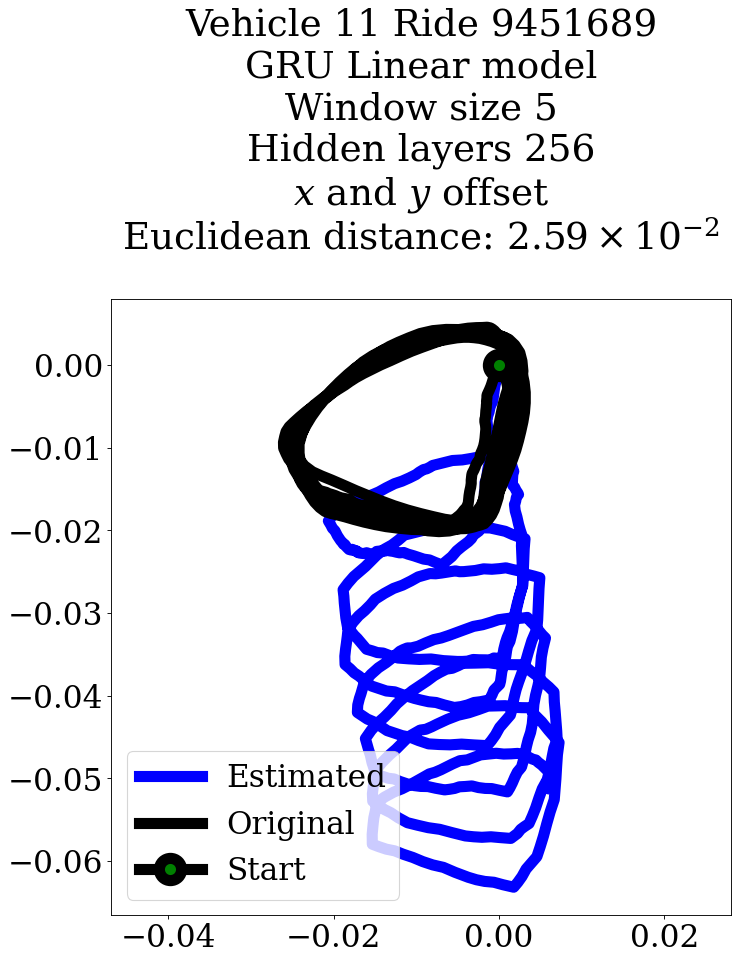 Vehicle 11 Ride 9451689
GRU Linear model
Window size 5
Hidden layers 256
x and y offset
Euclidean distance: 2.59 × 10⁻²
0.00
−0.01
−0.02
−0.03
−0.04
−0.05
−0.06
Estimated
Original
Start
−0.04 −0.02 0.00 0.02